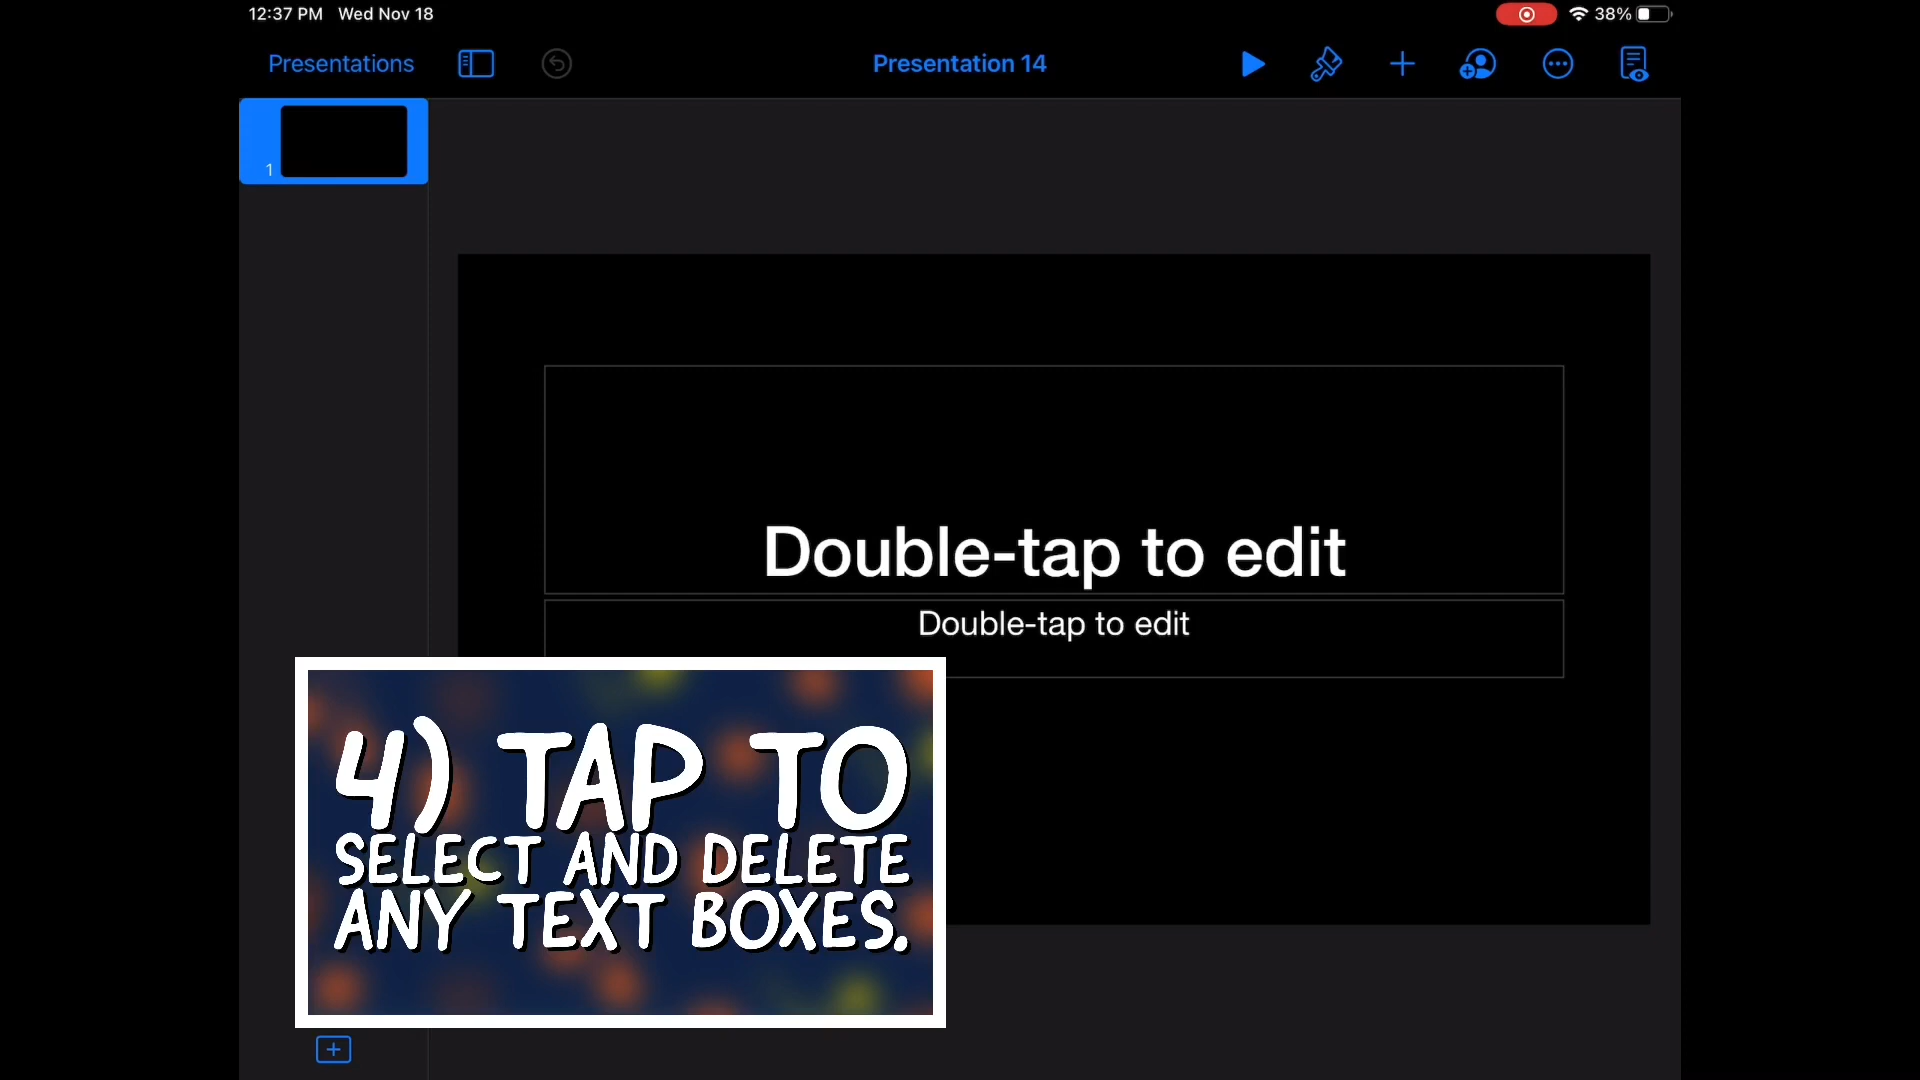 12:37 PM Wed Nov 18
38%
Presentations
Presentation 14
1
Double-tap to edit
Double-tap to edit
4) TAP TO
SELECT AND DELETE
ANY TEXT BOXES.